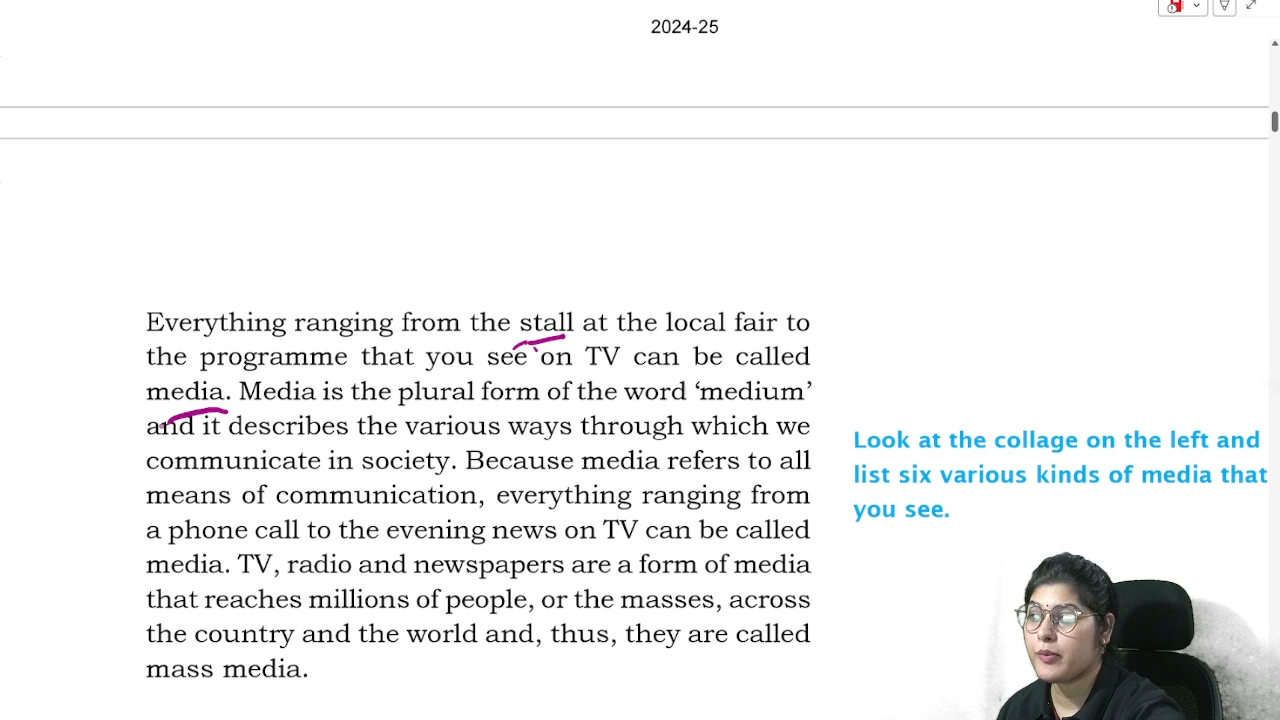 2024-25
Everything ranging from the stall at the local fair to
the programme that you see on TV can be called
media. Media is the plural form of the word ‘medium’
and it describes the various ways through which we
communicate in society. Because media refers to all
means of communication, everything ranging from
a phone call to the evening news on TV can be called
media. TV, radio and newspapers are a form of media
that reaches millions of people, or the masses, across
the country and the world and, thus, they are called
mass media.
Look at the collage on the left and
list six various kinds of media that
you see.